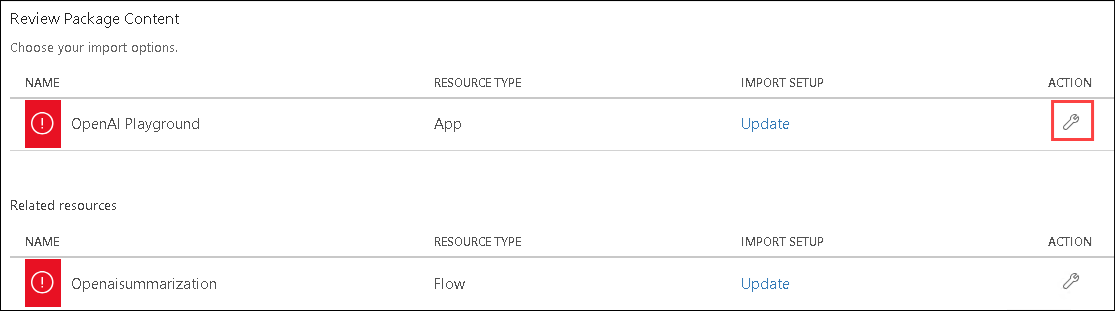 Review Package Content
Choose your import options.
NAME RESOURCE TYPE IMPORT SETUP ACTION
OpenAI Playground App Update
Related resources
NAME RESOURCE TYPE IMPORT SETUP ACTION
Openaisummarization Flow Update